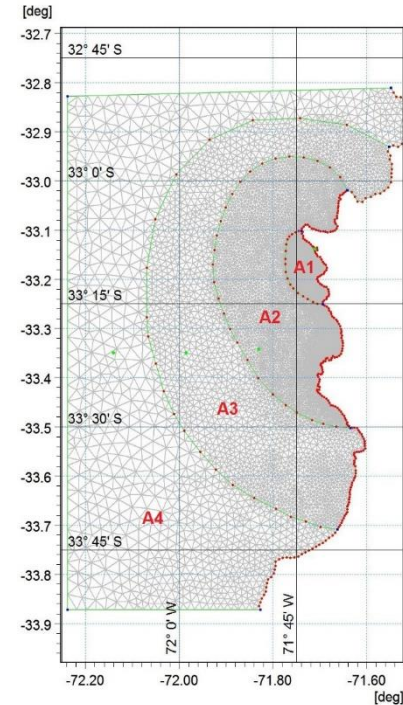 [deg]
-32.7
32° 45' S
-32.8
-32.9
33° 0' S
-33.0
-33.1
A1
-33.2
33° 15' S
A2
-33.3
-33.4
A3
33° 30' S
-33.5
-33.6
A4
-33.7
33° 45' S
-33.8
72° 0' W
71° 45' W
-33.9
-72.20
-72.00
-71.80
-71.60
[deg]